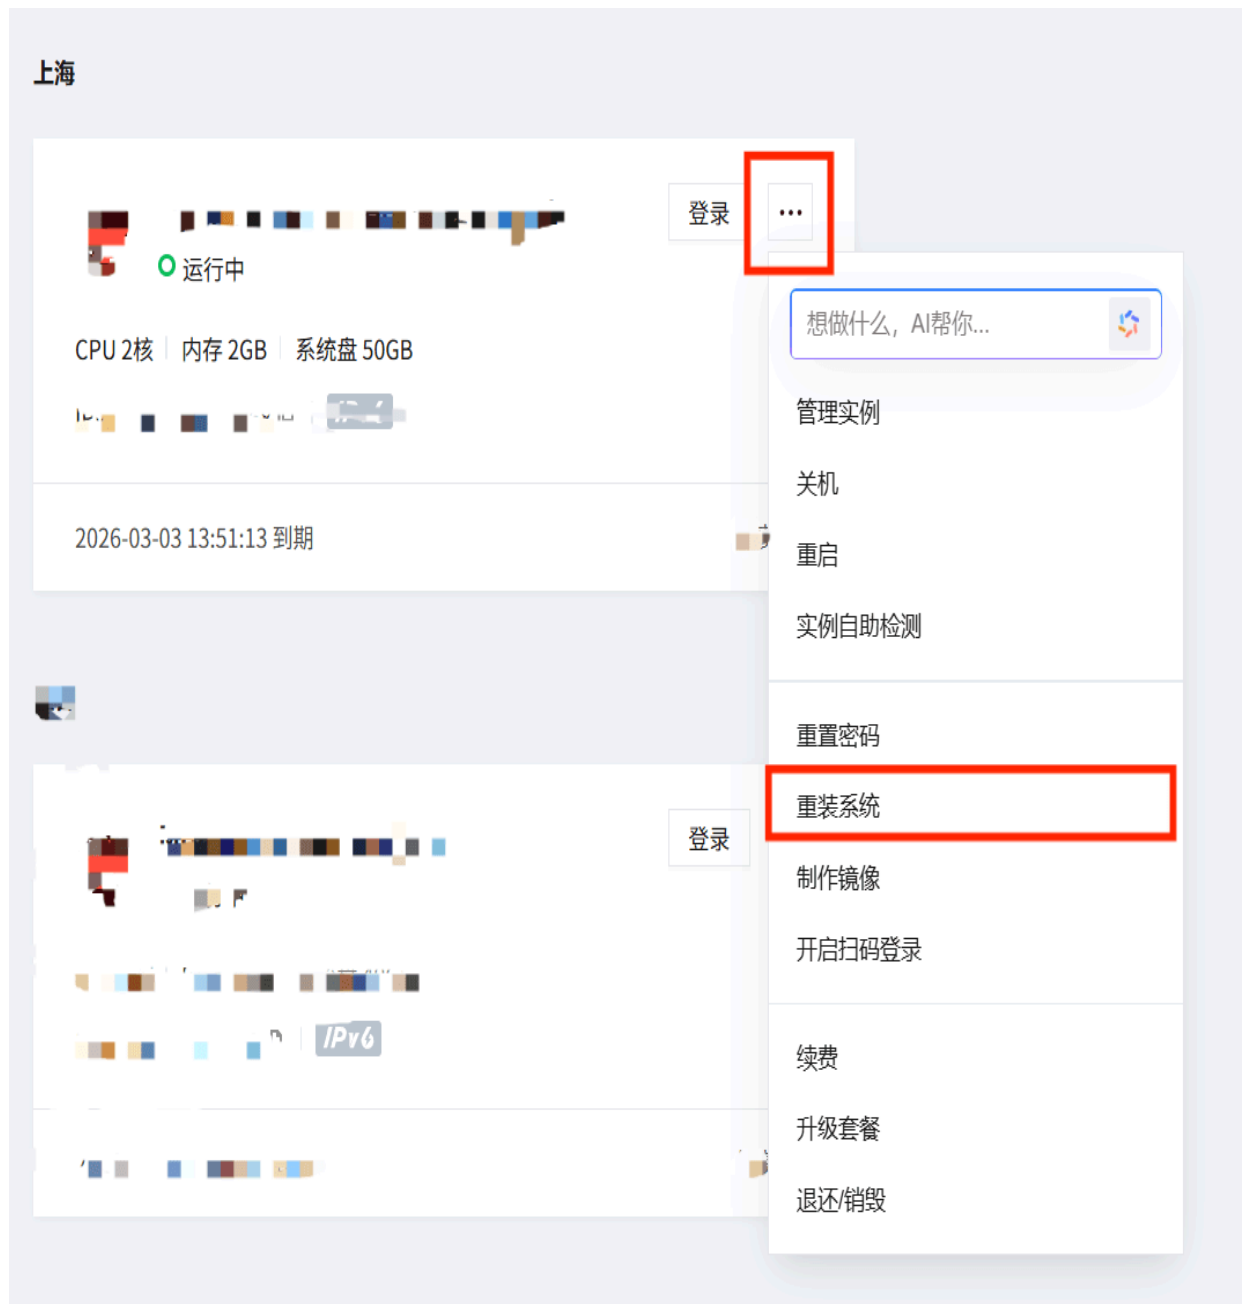 上海
登录
···
运行中
CPU 2核 内存 2GB 系统盘 50GB
2026-03-03 13:51:13 到期
想做什么，AI帮你...
管理实例
关机
重启
实例自助检测
重置密码
重装系统
制作镜像
开启扫码登录
续费
升级套餐
退还/销毁
登录
IPv6